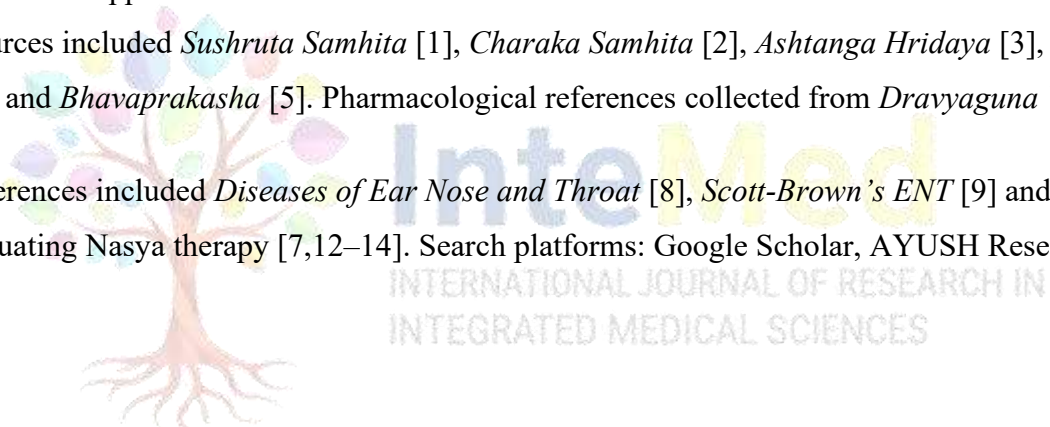 urces included Sushruta Samhita [1], Charaka Samhita [2], Ashtanga Hridaya [3],
and Bhavaprakasha [5]. Pharmacological references collected from Dravyaguna
erences included Diseases of Ear Nose and Throat [8], Scott-Brown’s ENT [9] and
uating Nasya therapy [7,12–14]. Search platforms: Google Scholar, AYUSH Rese
InteMed
INTERNATIONAL JOURNAL OF RESEARCH IN
INTEGRATED MEDICAL SCIENCES